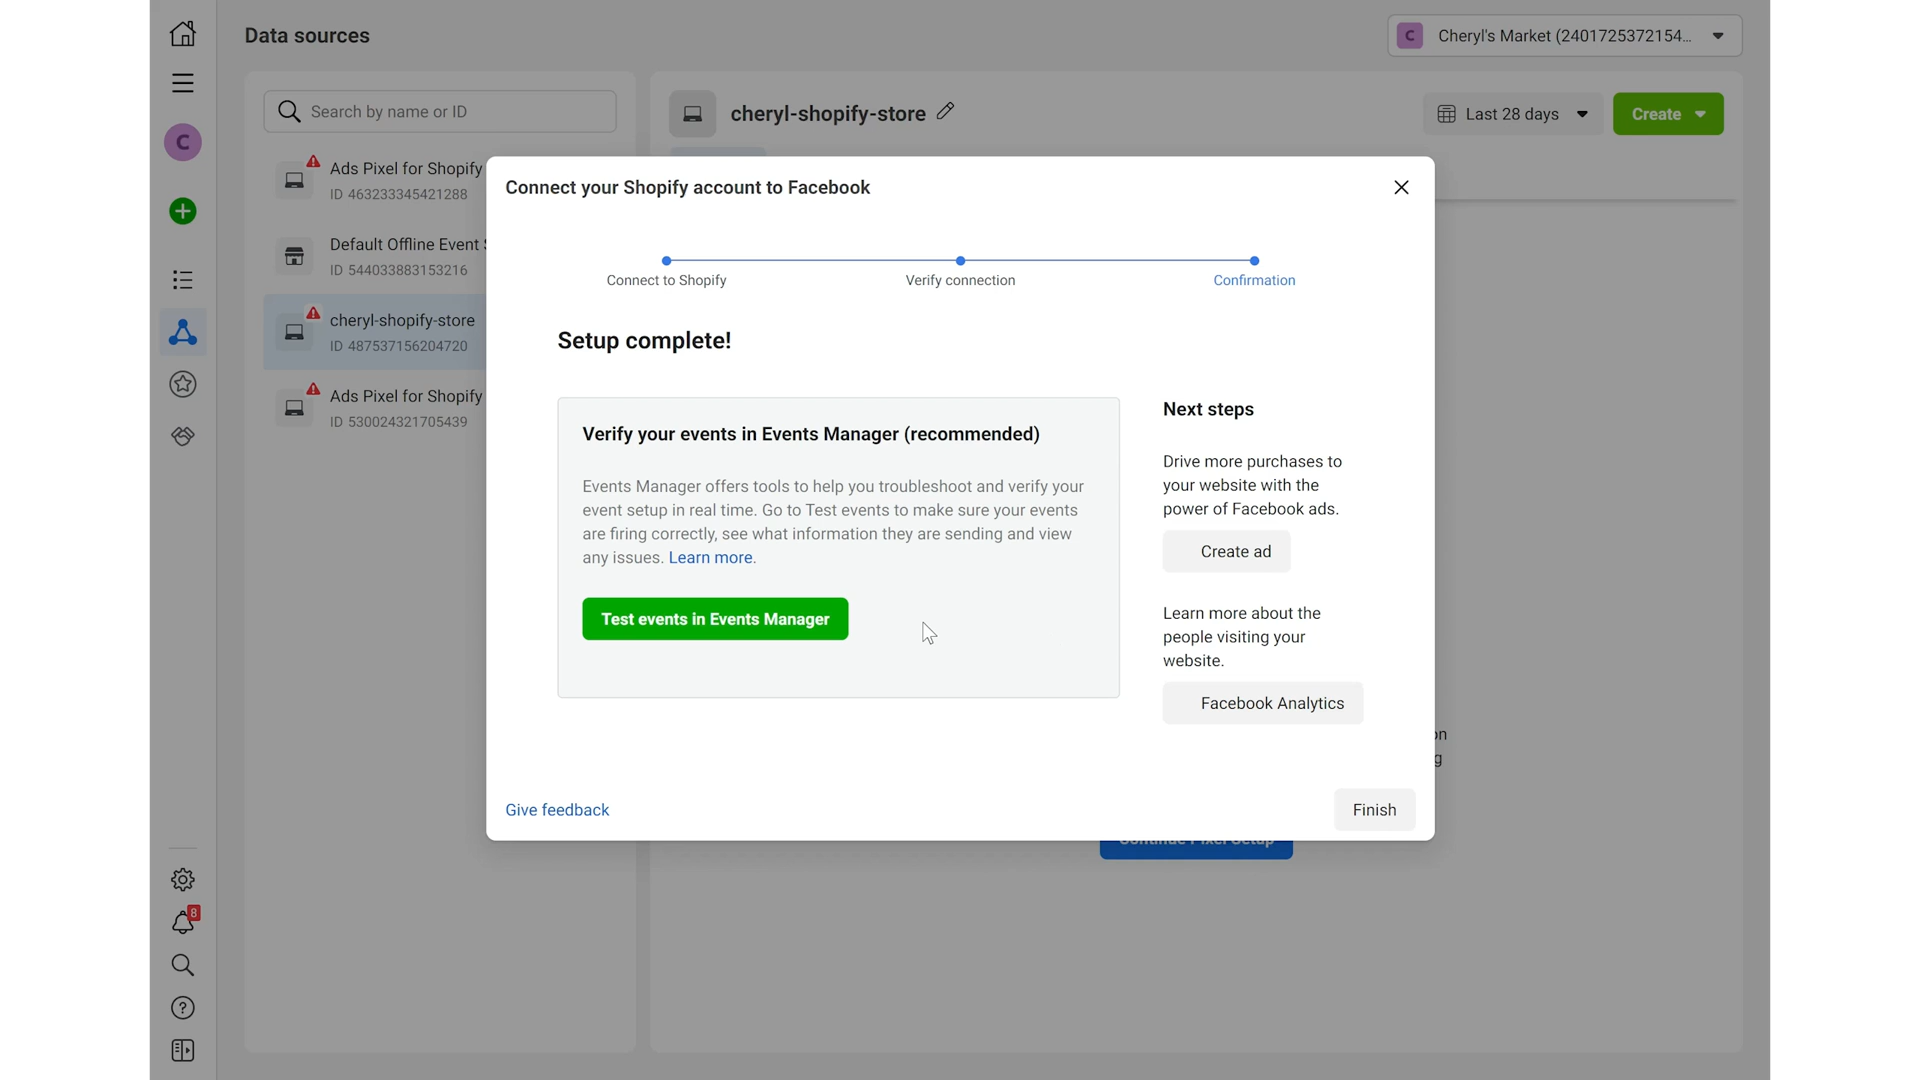 Data sources
C
Cheryl's Market (2401725372154...
Search by name or ID
cheryl-shopify-store
Last 28 days
Create
C
Ads Pixel for Shopify
ID 463233345421288
Default Offline Event
ID 544033883153216
cheryl-shopify-store
ID 487537156204720
Ads Pixel for Shopify
ID 530024321705439
Connect your Shopify account to Facebook
Connect to Shopify
Verify connection
Confirmation
Setup complete!
Verify your events in Events Manager (recommended)
Events Manager offers tools to help you troubleshoot and verify your
event setup in real time. Go to Test events to make sure your events
are firing correctly, see what information they are sending and view
any issues. Learn more.
Test events in Events Manager
Next steps
Drive more purchases to
your website with the
power of Facebook ads.
Create ad
Learn more about the
people visiting your
website.
Facebook Analytics
Give feedback
Finish
Continue Pixel Setup
8